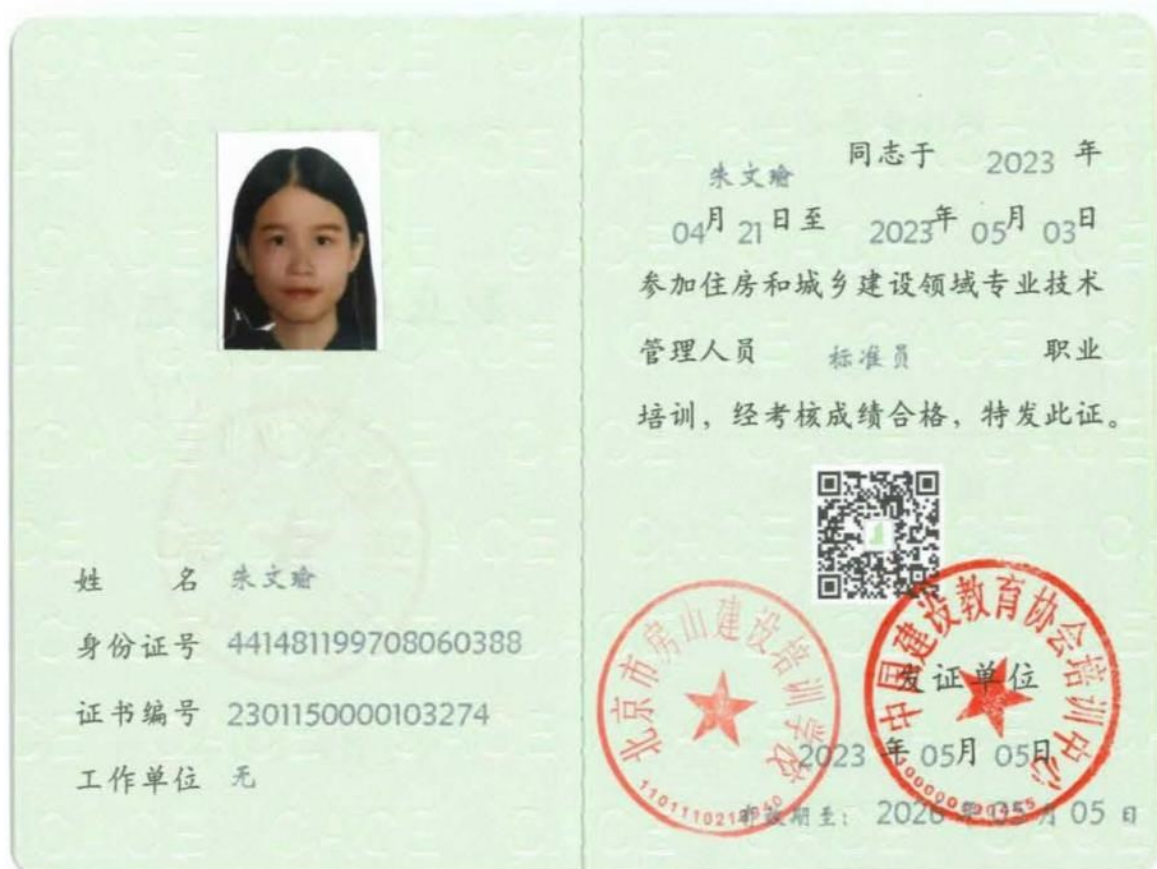 姓 名 朱文瑜
身份证号 441481199708060388
证书编号 2301150000103274
工作单位 无
朱文瑜 同志于 2023 年
04月 21日至 2023年 05月 03日
参加住房和城乡建设领域专业技术
管理人员 标准员 职业
培训，经考核成绩合格，特发此证。
北京市房山建设培训学校
中国建设教育协会培训中心
发证单位
2023 年 05月 05日
有效期至： 2026 年 05 月 05 日
CACE